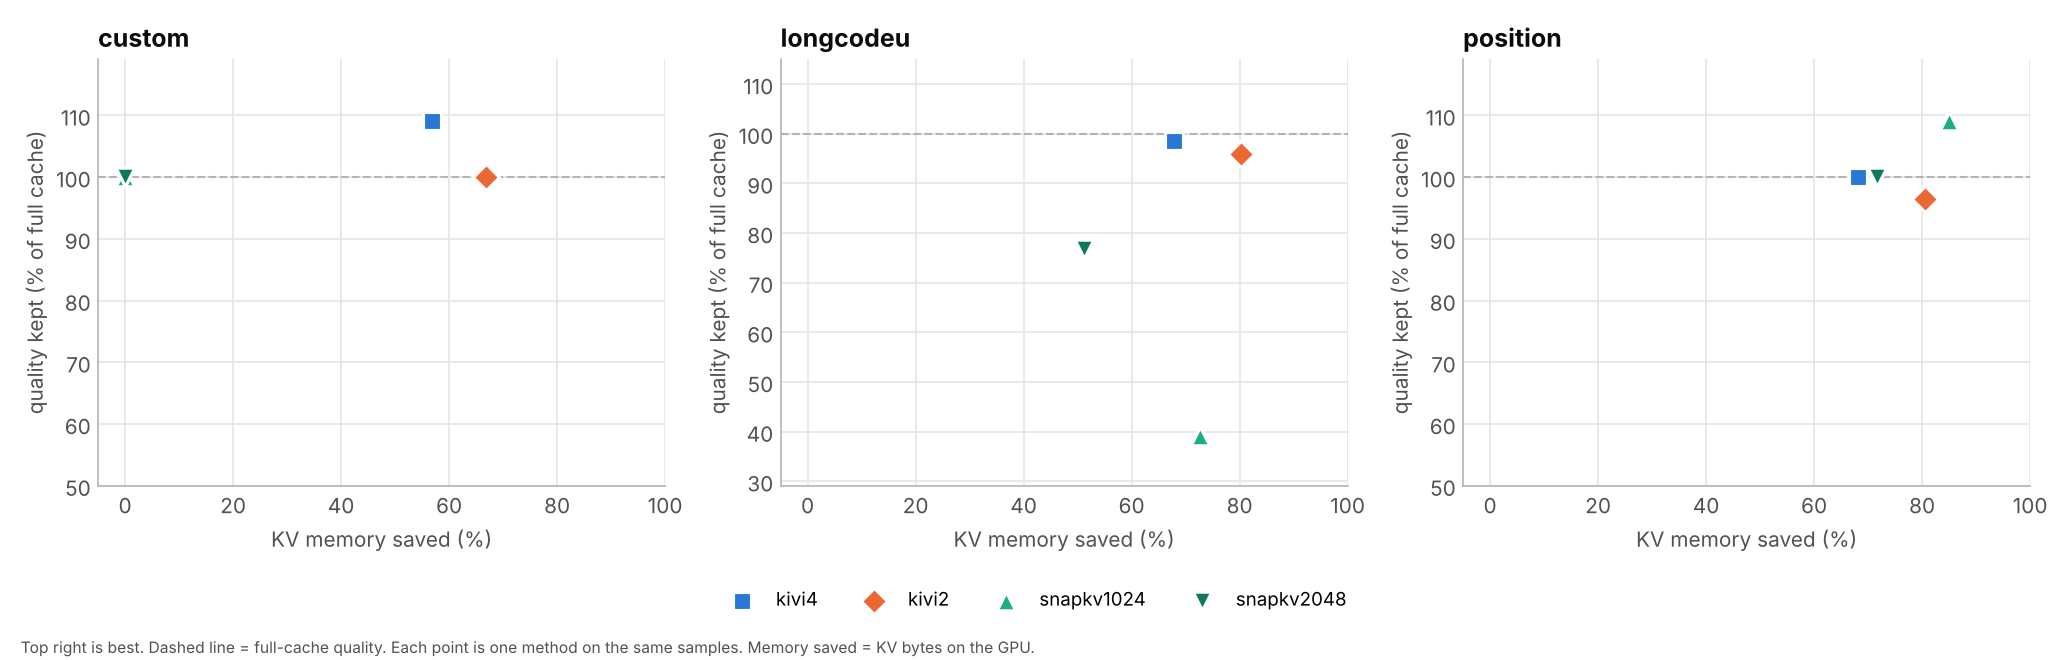 custom
quality kept (% of full cache)
110
100
90
80
70
60
50
0 20 40 60 80 100
KV memory saved (%)
longcodeu
quality kept (% of full cache)
110
100
90
80
70
60
50
40
30
0 20 40 60 80 100
KV memory saved (%)
position
quality kept (% of full cache)
110
100
90
80
70
60
50
0 20 40 60 80 100
KV memory saved (%)
kivi4 kivi2 snapkv1024 snapkv2048
Top right is best. Dashed line = full-cache quality. Each point is one method on the same samples. Memory saved = KV bytes on the GPU.